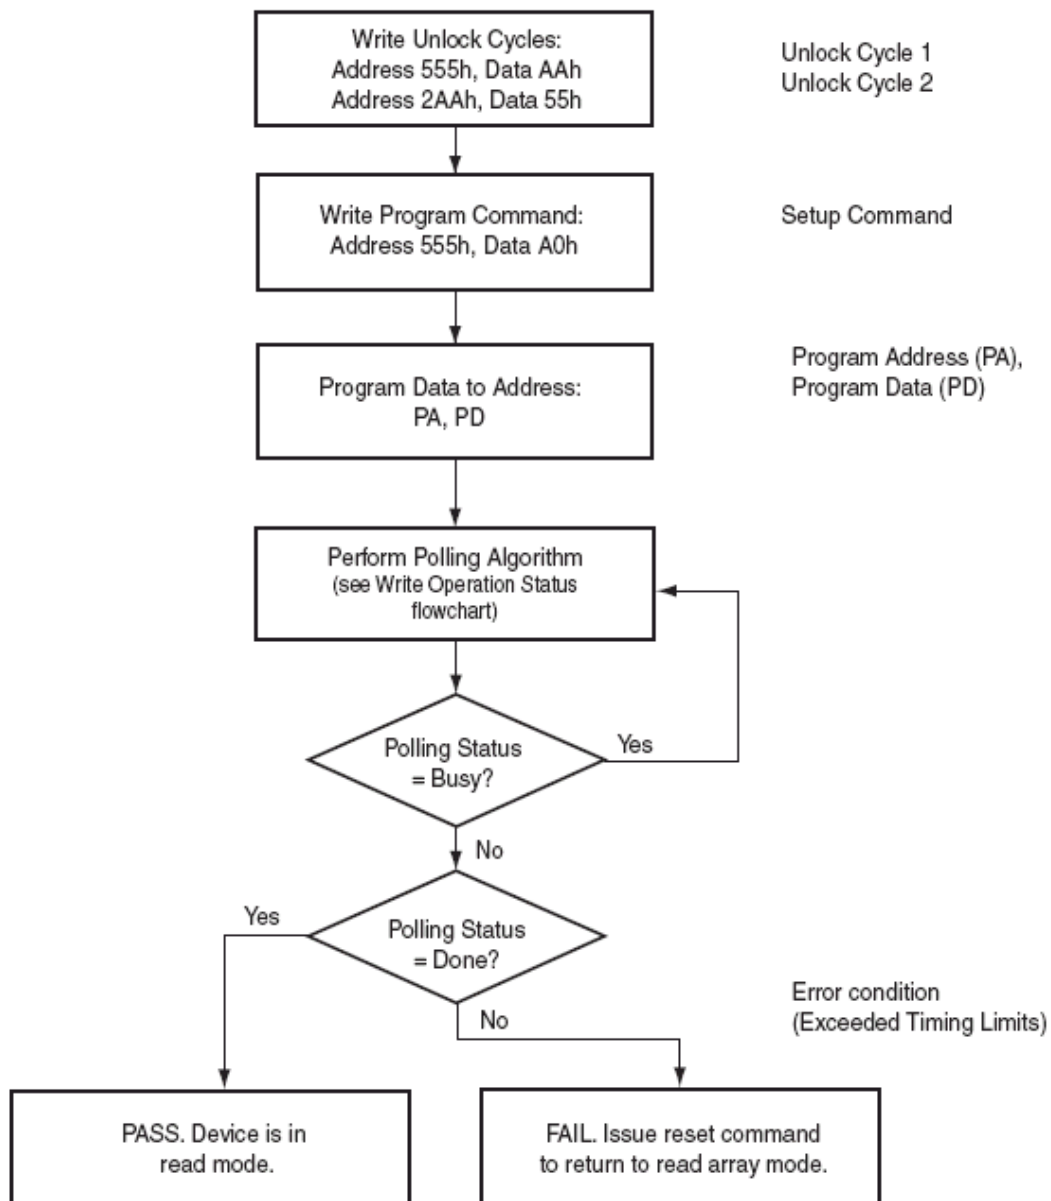 Write Unlock Cycles:
Address 555h, Data AAh
Address 2AAh, Data 55h
Unlock Cycle 1
Unlock Cycle 2
Write Program Command:
Address 555h, Data A0h
Setup Command
Program Data to Address:
PA, PD
Program Address (PA),
Program Data (PD)
Perform Polling Algorithm
(see Write Operation Status
flowchart)
Polling Status
= Busy?
Yes
No
Polling Status
= Done?
Yes
No
Error condition
(Exceeded Timing Limits)
PASS. Device is in
read mode.
FAIL. Issue reset command
to return to read array mode.